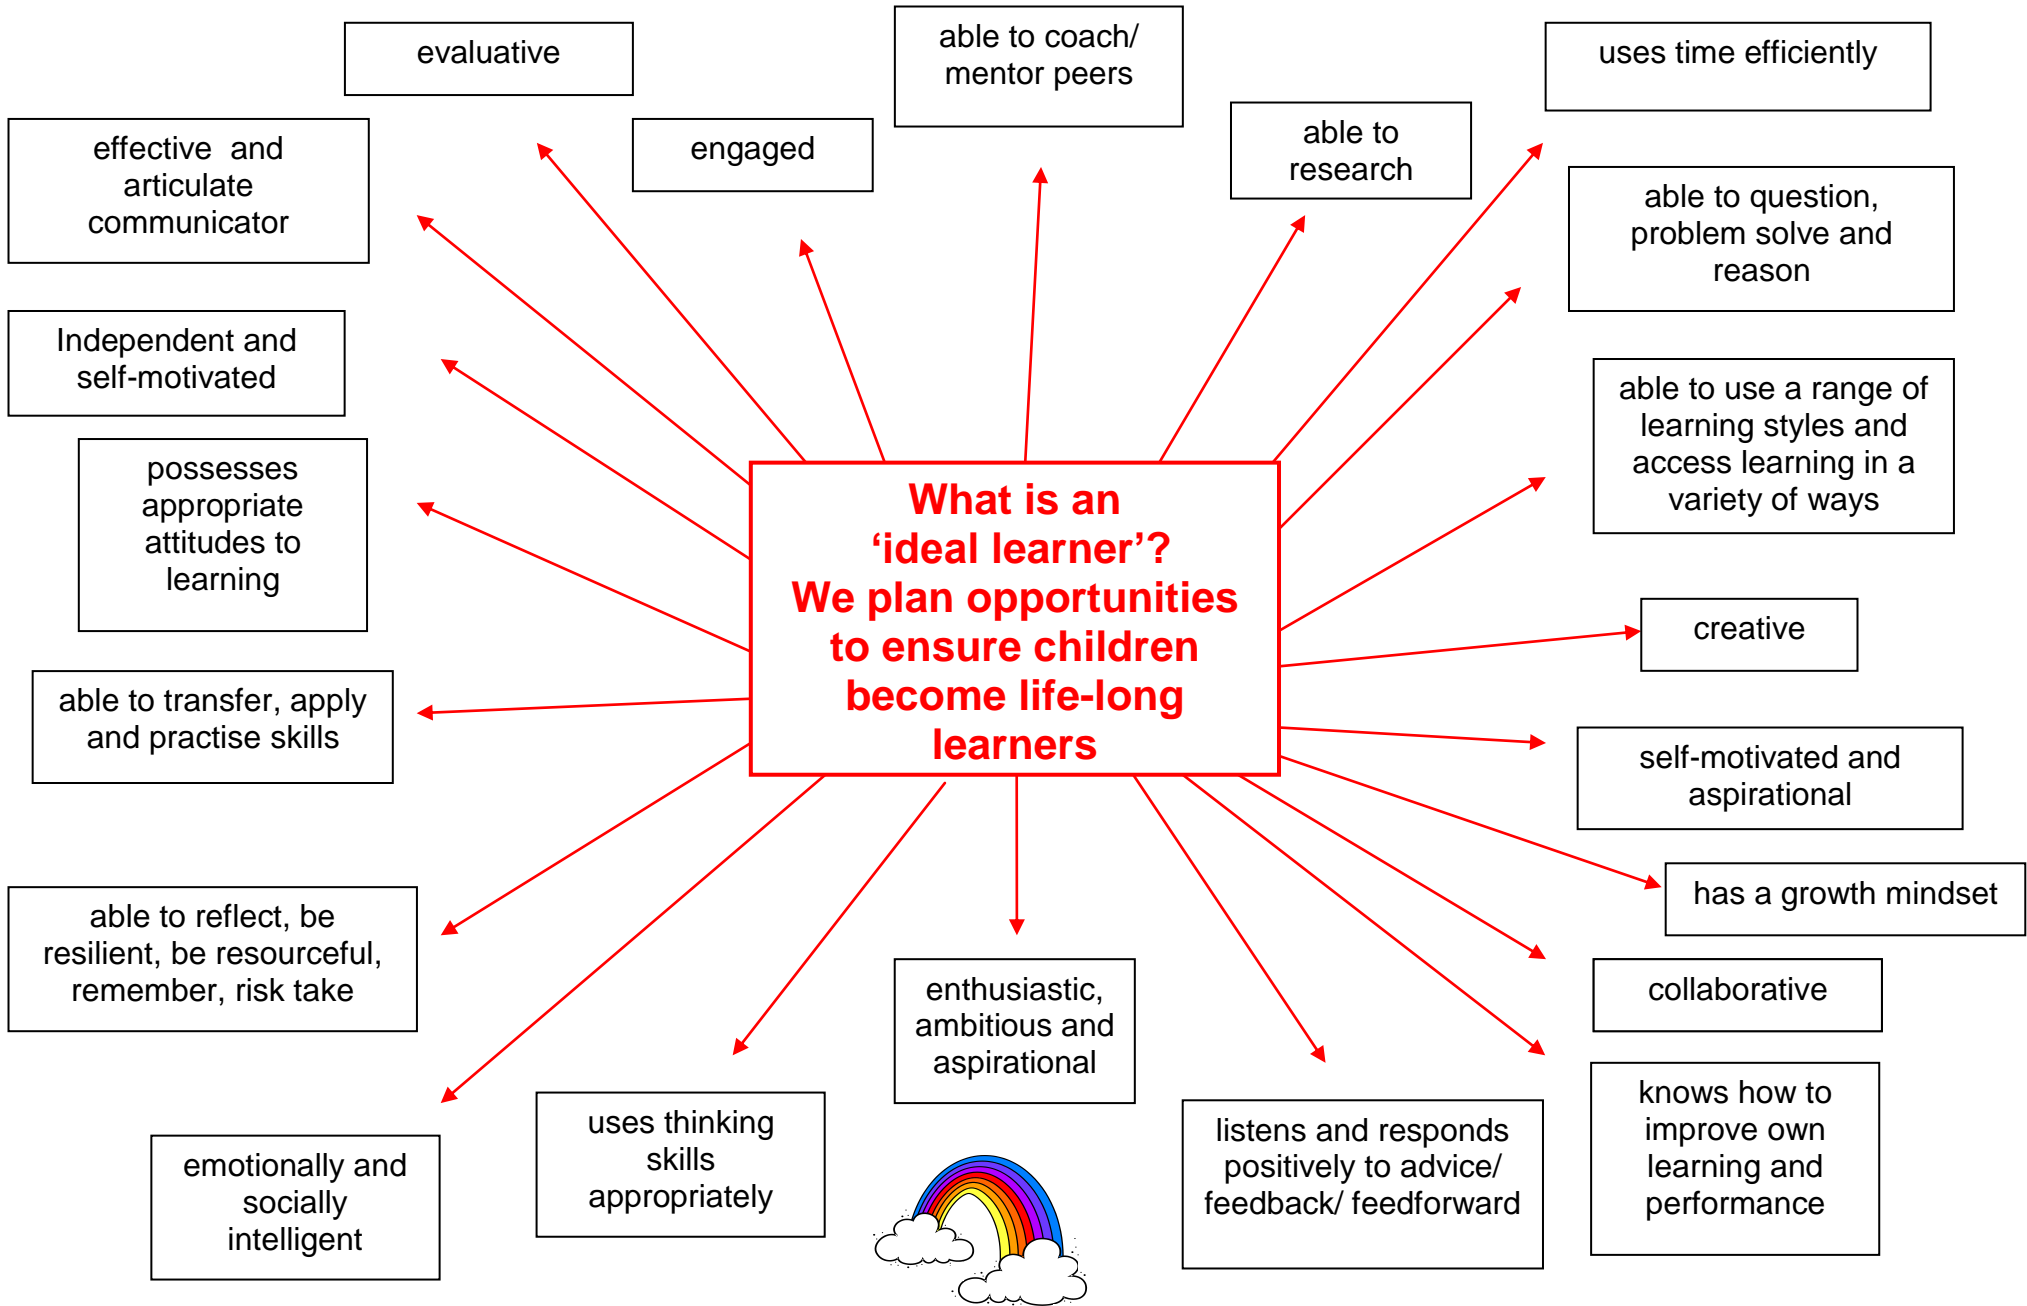 evaluative
able to coach/
mentor peers
uses time efficiently
effective  and
articulate
communicator
engaged
able to
research
able to question,
problem solve and
reason
Independent and
self-motivated
able to use a range of
learning styles and
access learning in a
variety of ways
possesses
appropriate
attitudes to
learning
What is an
‘ideal learner’?
We plan opportunities
to ensure children
become life-long
learners
creative
able to transfer, apply
and practise skills
self-motivated and
aspirational
has a growth mindset
able to reflect, be
resilient, be resourceful,
remember, risk take
enthusiastic,
ambitious and
aspirational
collaborative
emotionally and
socially
intelligent
uses thinking
skills
appropriately
listens and responds
positively to advice/
feedback/ feedforward
knows how to
improve own
learning and
performance